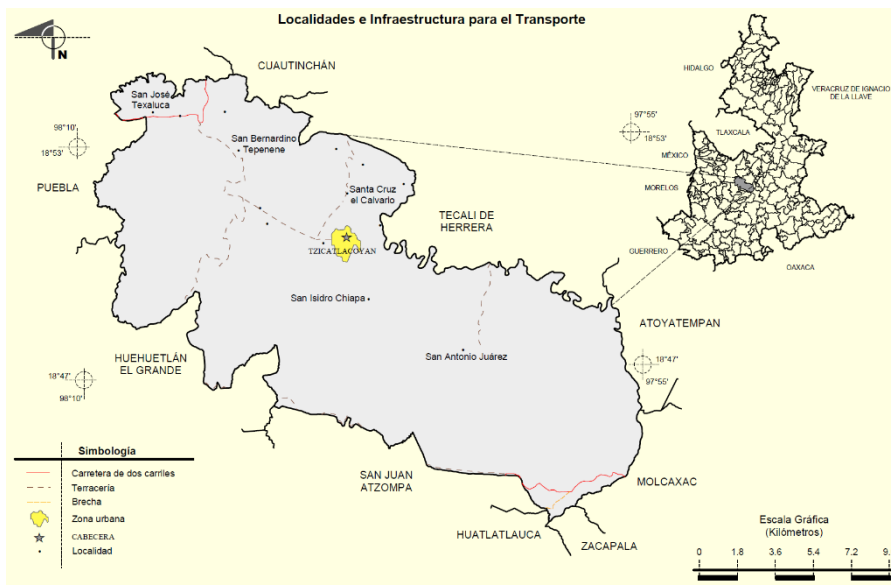 Localidades e Infraestructura para el Transporte
N
CUAUTINCHÁN
San José
Texaluca
98°10'
18°53'
San Bernardino
Tepenene
PUEBLA
Santa Cruz
el Calvario
TECALI DE
HERRERA
TZICATLACOYAN
San Isidro Chiapa
San Antonio Juárez
ATOYATEMPAN
HUEHUETLÁN
EL GRANDE
18°47'
98°10'
18°47'
97°55'
97°55'
18°53'
HIDALGO
VERACRUZ DE IGNACIO
DE LA LLAVE
TLAXCALA
MÉXICO
MORELOS
GUERRERO
OAXACA
SAN JUAN
ATZOMPA
MOLCAXAC
HUATLATLAUCA
ZACAPALA
Simbología
Carretera de dos carriles
Terracería
Brecha
Zona urbana
CABECERA
Localidad
Escala Gráfica
(Kilómetros)
0 1.8 3.6 5.4 7.2 9.